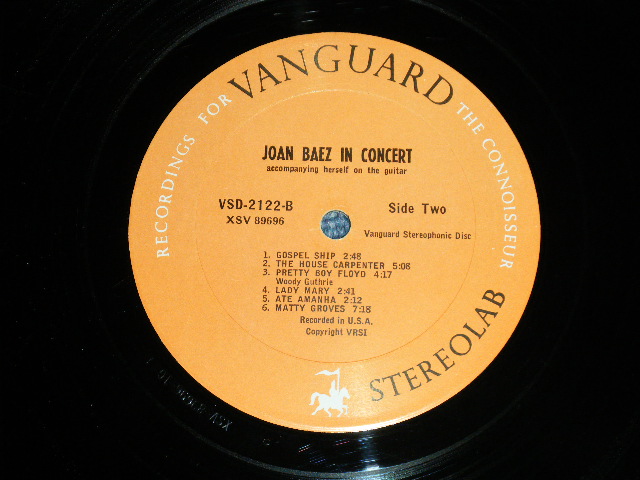 RECORDINGS FOR VANGUARD THE CONNOISSEUR
STEREOLAB
JOAN BAEZ IN CONCERT
accompanying herself on the guitar
VSD-2122-B
XSV 89696
Side Two
Vanguard Stereophonic Disc
1. GOSPEL SHIP 2:48
2. THE HOUSE CARPENTER 5:08
3. PRETTY BOY FLOYD 4:17
Woody Guthrie
4. LADY MARY 2:41
5. ATE AMANHA 2:12
6. MATTY GROVES 7:18
Recorded in U.S.A.
Copyright VRSI